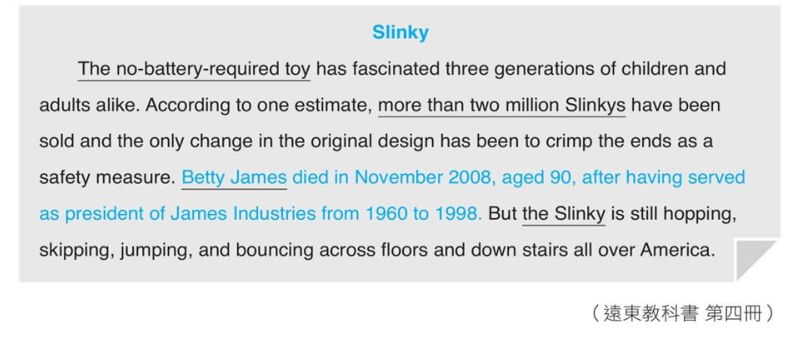 Slinky
The no-battery-required toy has fascinated three generations of children and
adults alike. According to one estimate, more than two million Slinkys have been
sold and the only change in the original design has been to crimp the ends as a
safety measure. Betty James died in November 2008, aged 90, after having served
as president of James Industries from 1960 to 1998. But the Slinky is still hopping,
skipping, jumping, and bouncing across floors and down stairs all over America.
（遠東教科書 第四冊）